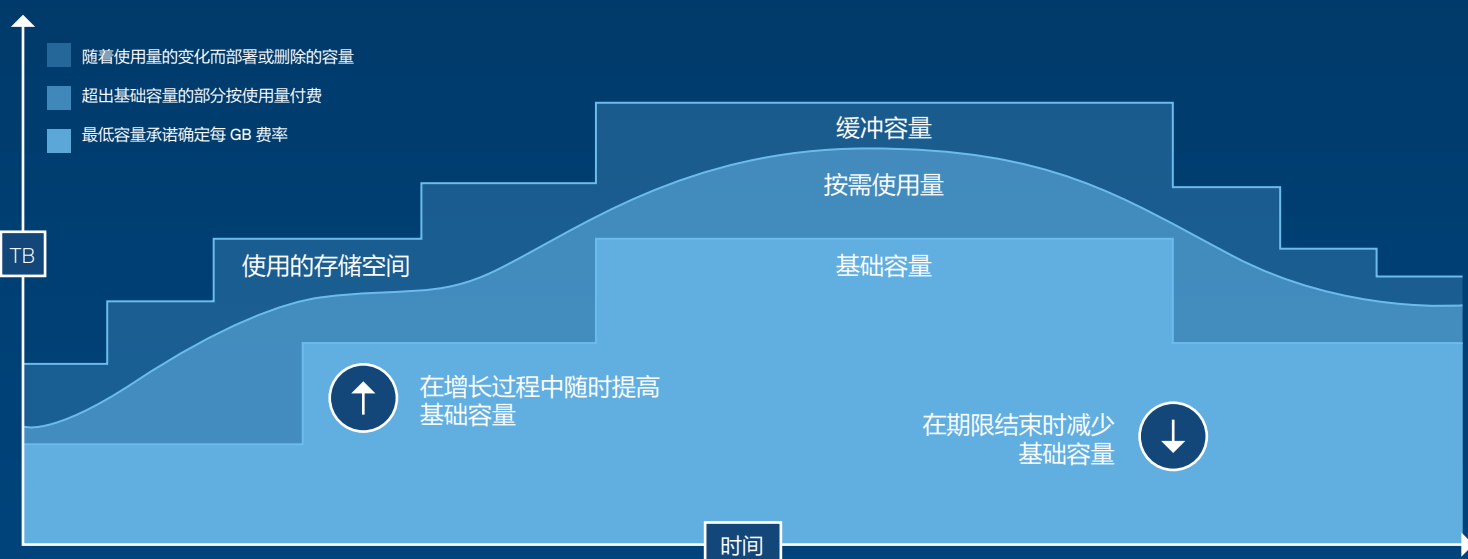 随着使用量的变化而部署或删除的容量
超出基础容量的部分按使用量付费
最低容量承诺确定每 GB 费率
缓冲容量
按需使用量
TB
使用的存储空间
基础容量
在增长过程中随时提高
基础容量
在期限结束时减少
基础容量
时间